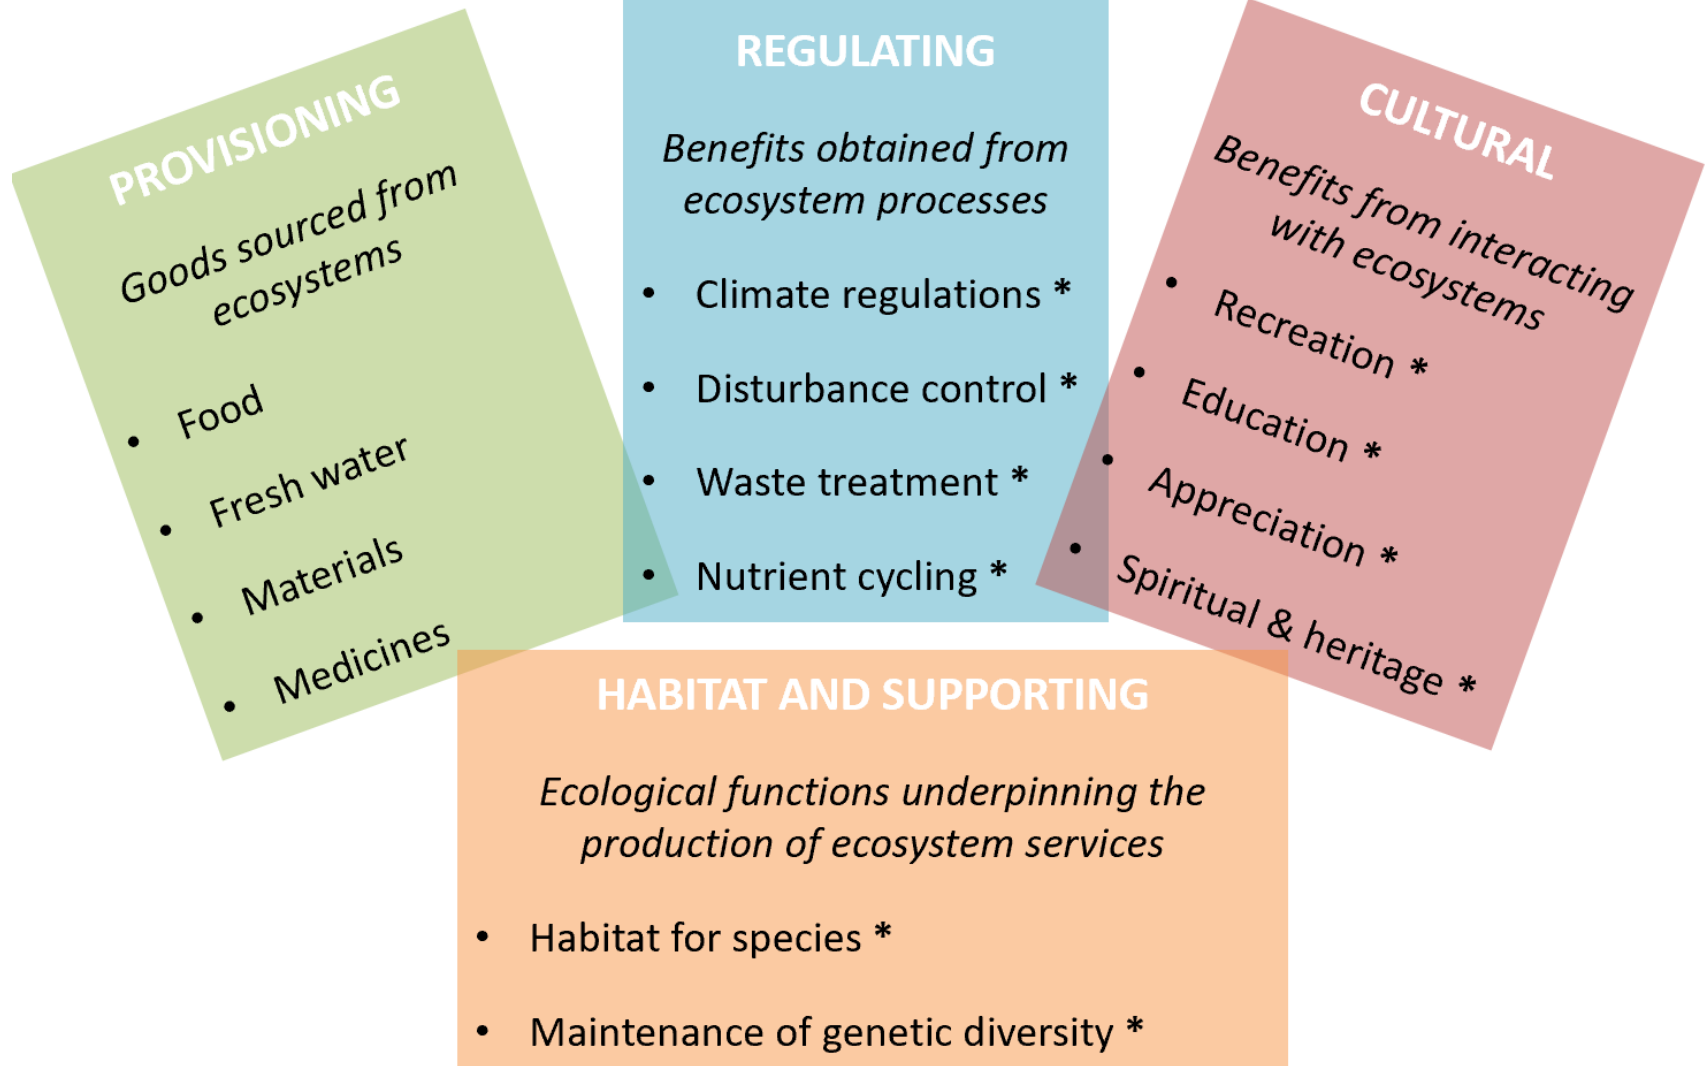 PROVISIONING
Goods sourced from
ecosystems
• Food
• Fresh water
• Materials
• Medicines
REGULATING
Benefits obtained from
ecosystem processes
• Climate regulations *
• Disturbance control *
• Waste treatment *
• Nutrient cycling *
CULTURAL
Benefits from interacting
with ecosystems
• Recreation *
• Education *
• Appreciation *
• Spiritual & heritage *
HABITAT AND SUPPORTING
Ecological functions underpinning the
production of ecosystem services
• Habitat for species *
• Maintenance of genetic diversity *